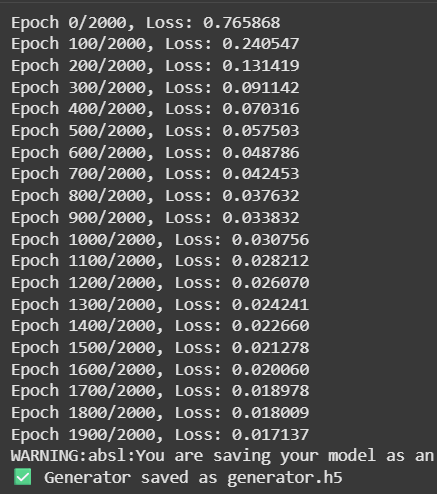 Epoch 0/2000, Loss: 0.765868
Epoch 100/2000, Loss: 0.240547
Epoch 200/2000, Loss: 0.131419
Epoch 300/2000, Loss: 0.091142
Epoch 400/2000, Loss: 0.070316
Epoch 500/2000, Loss: 0.057503
Epoch 600/2000, Loss: 0.048786
Epoch 700/2000, Loss: 0.042453
Epoch 800/2000, Loss: 0.037632
Epoch 900/2000, Loss: 0.033832
Epoch 1000/2000, Loss: 0.030756
Epoch 1100/2000, Loss: 0.028212
Epoch 1200/2000, Loss: 0.026070
Epoch 1300/2000, Loss: 0.024241
Epoch 1400/2000, Loss: 0.022660
Epoch 1500/2000, Loss: 0.021278
Epoch 1600/2000, Loss: 0.020060
Epoch 1700/2000, Loss: 0.018978
Epoch 1800/2000, Loss: 0.018009
Epoch 1900/2000, Loss: 0.017137
WARNING:absl:You are saving your model as an
✅ Generator saved as generator.h5